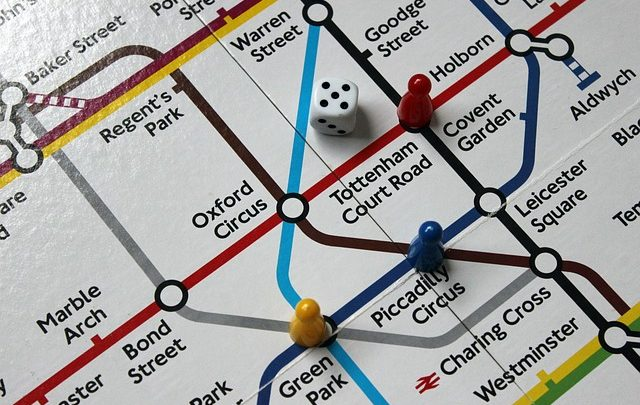 Baker Street
Warren
Street
Goodge
Street
Holborn
Aldwych
Regent's
Park
Covent
Garden
Tottenham
Court Road
Oxford
Circus
Leicester
Square
Marble
Arch
Bond
Street
Piccadilly
Circus
Charing Cross
Westminster
Green
Park
Park